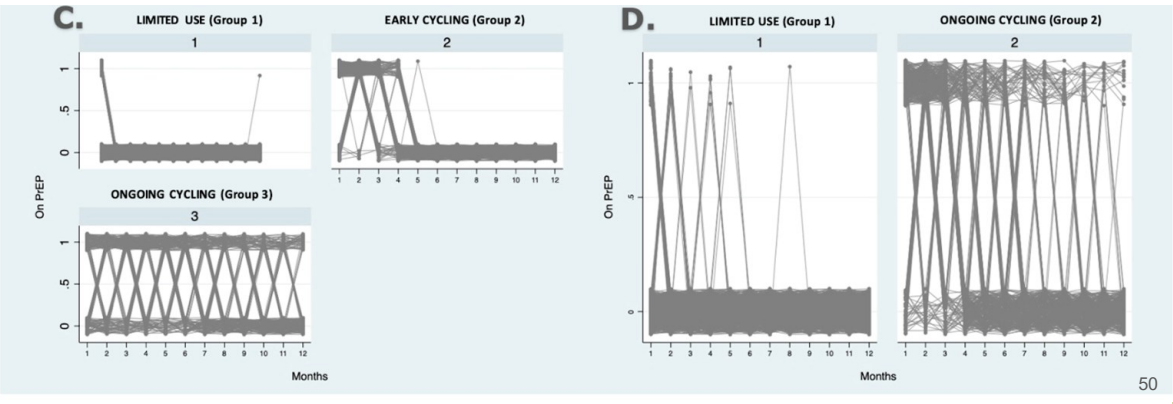 C.
LIMITED USE (Group 1)
1
EARLY CYCLING (Group 2)
2
1
.5
0
1 2 3 4 5 6 7 8 9 10 11 12
ONGOING CYCLING (Group 3)
3
On PrEP
1
.5
0
1 2 3 4 5 6 7 8 9 10 11 12
Months
D.
LIMITED USE (Group 1)
1
ONGOING CYCLING (Group 2)
2
On PrEP
1
.5
0
1 2 3 4 5 6 7 8 9 10 11 12
1 2 3 4 5 6 7 8 9 10 11 12
Months
50